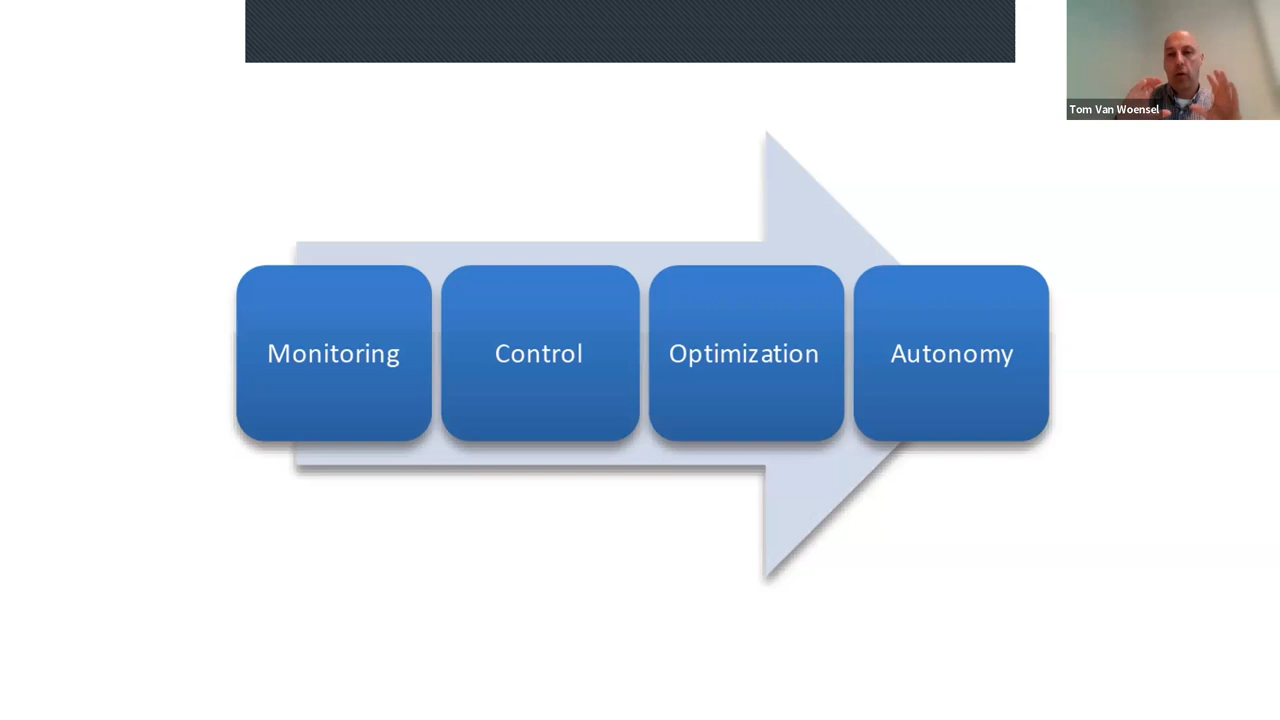 Tom Van Woensel
Monitoring
Control
Optimization
Autonomy